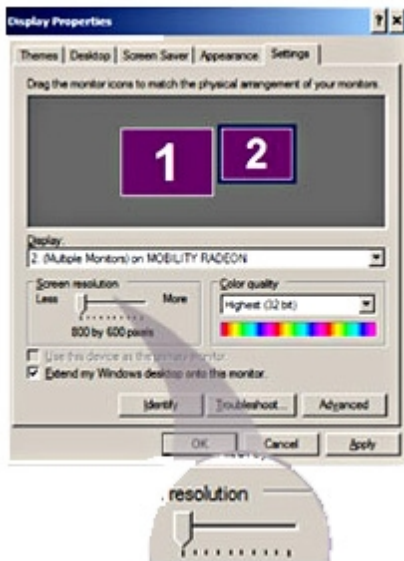 Display Properties
? x
Themes Desktop Screen Saver Appearance Settings
Drag the monitor icons to match the physical arrangement of your monitors.
1 2
Display:
2. (Multiple Monitors) on MOBILITY RADEON
Screen resolution
Less More
800 by 600 pixels
Color quality
Highest (32 bit)
Use this device as the primary monitor.
Extend my Windows desktop onto this monitor.
Identify Troubleshoot... Advanced
OK Cancel Apply
resolution